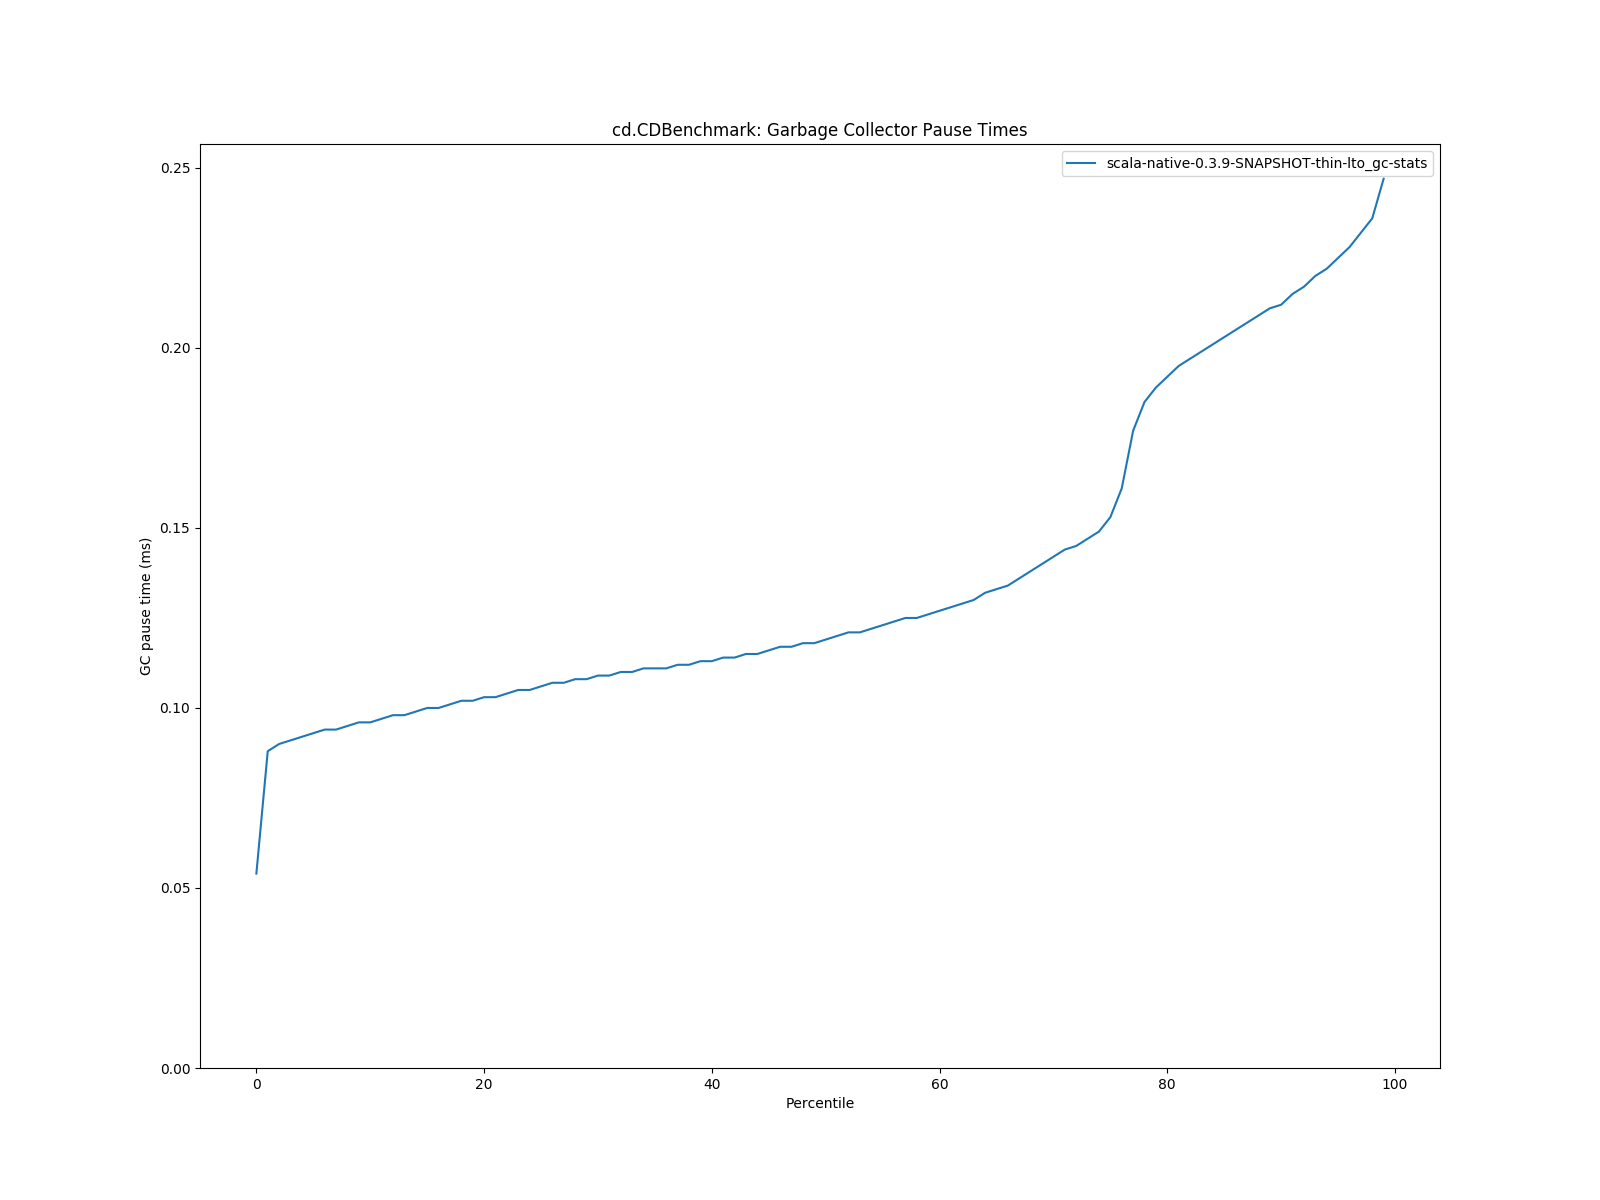 cd.CDBenchmark: Garbage Collector Pause Times
scala-native-0.3.9-SNAPSHOT-thin-lto_gc-stats
0.25
0.20
0.15
0.10
0.05
0.00
GC pause time (ms)
0 20 40 60 80 100
Percentile